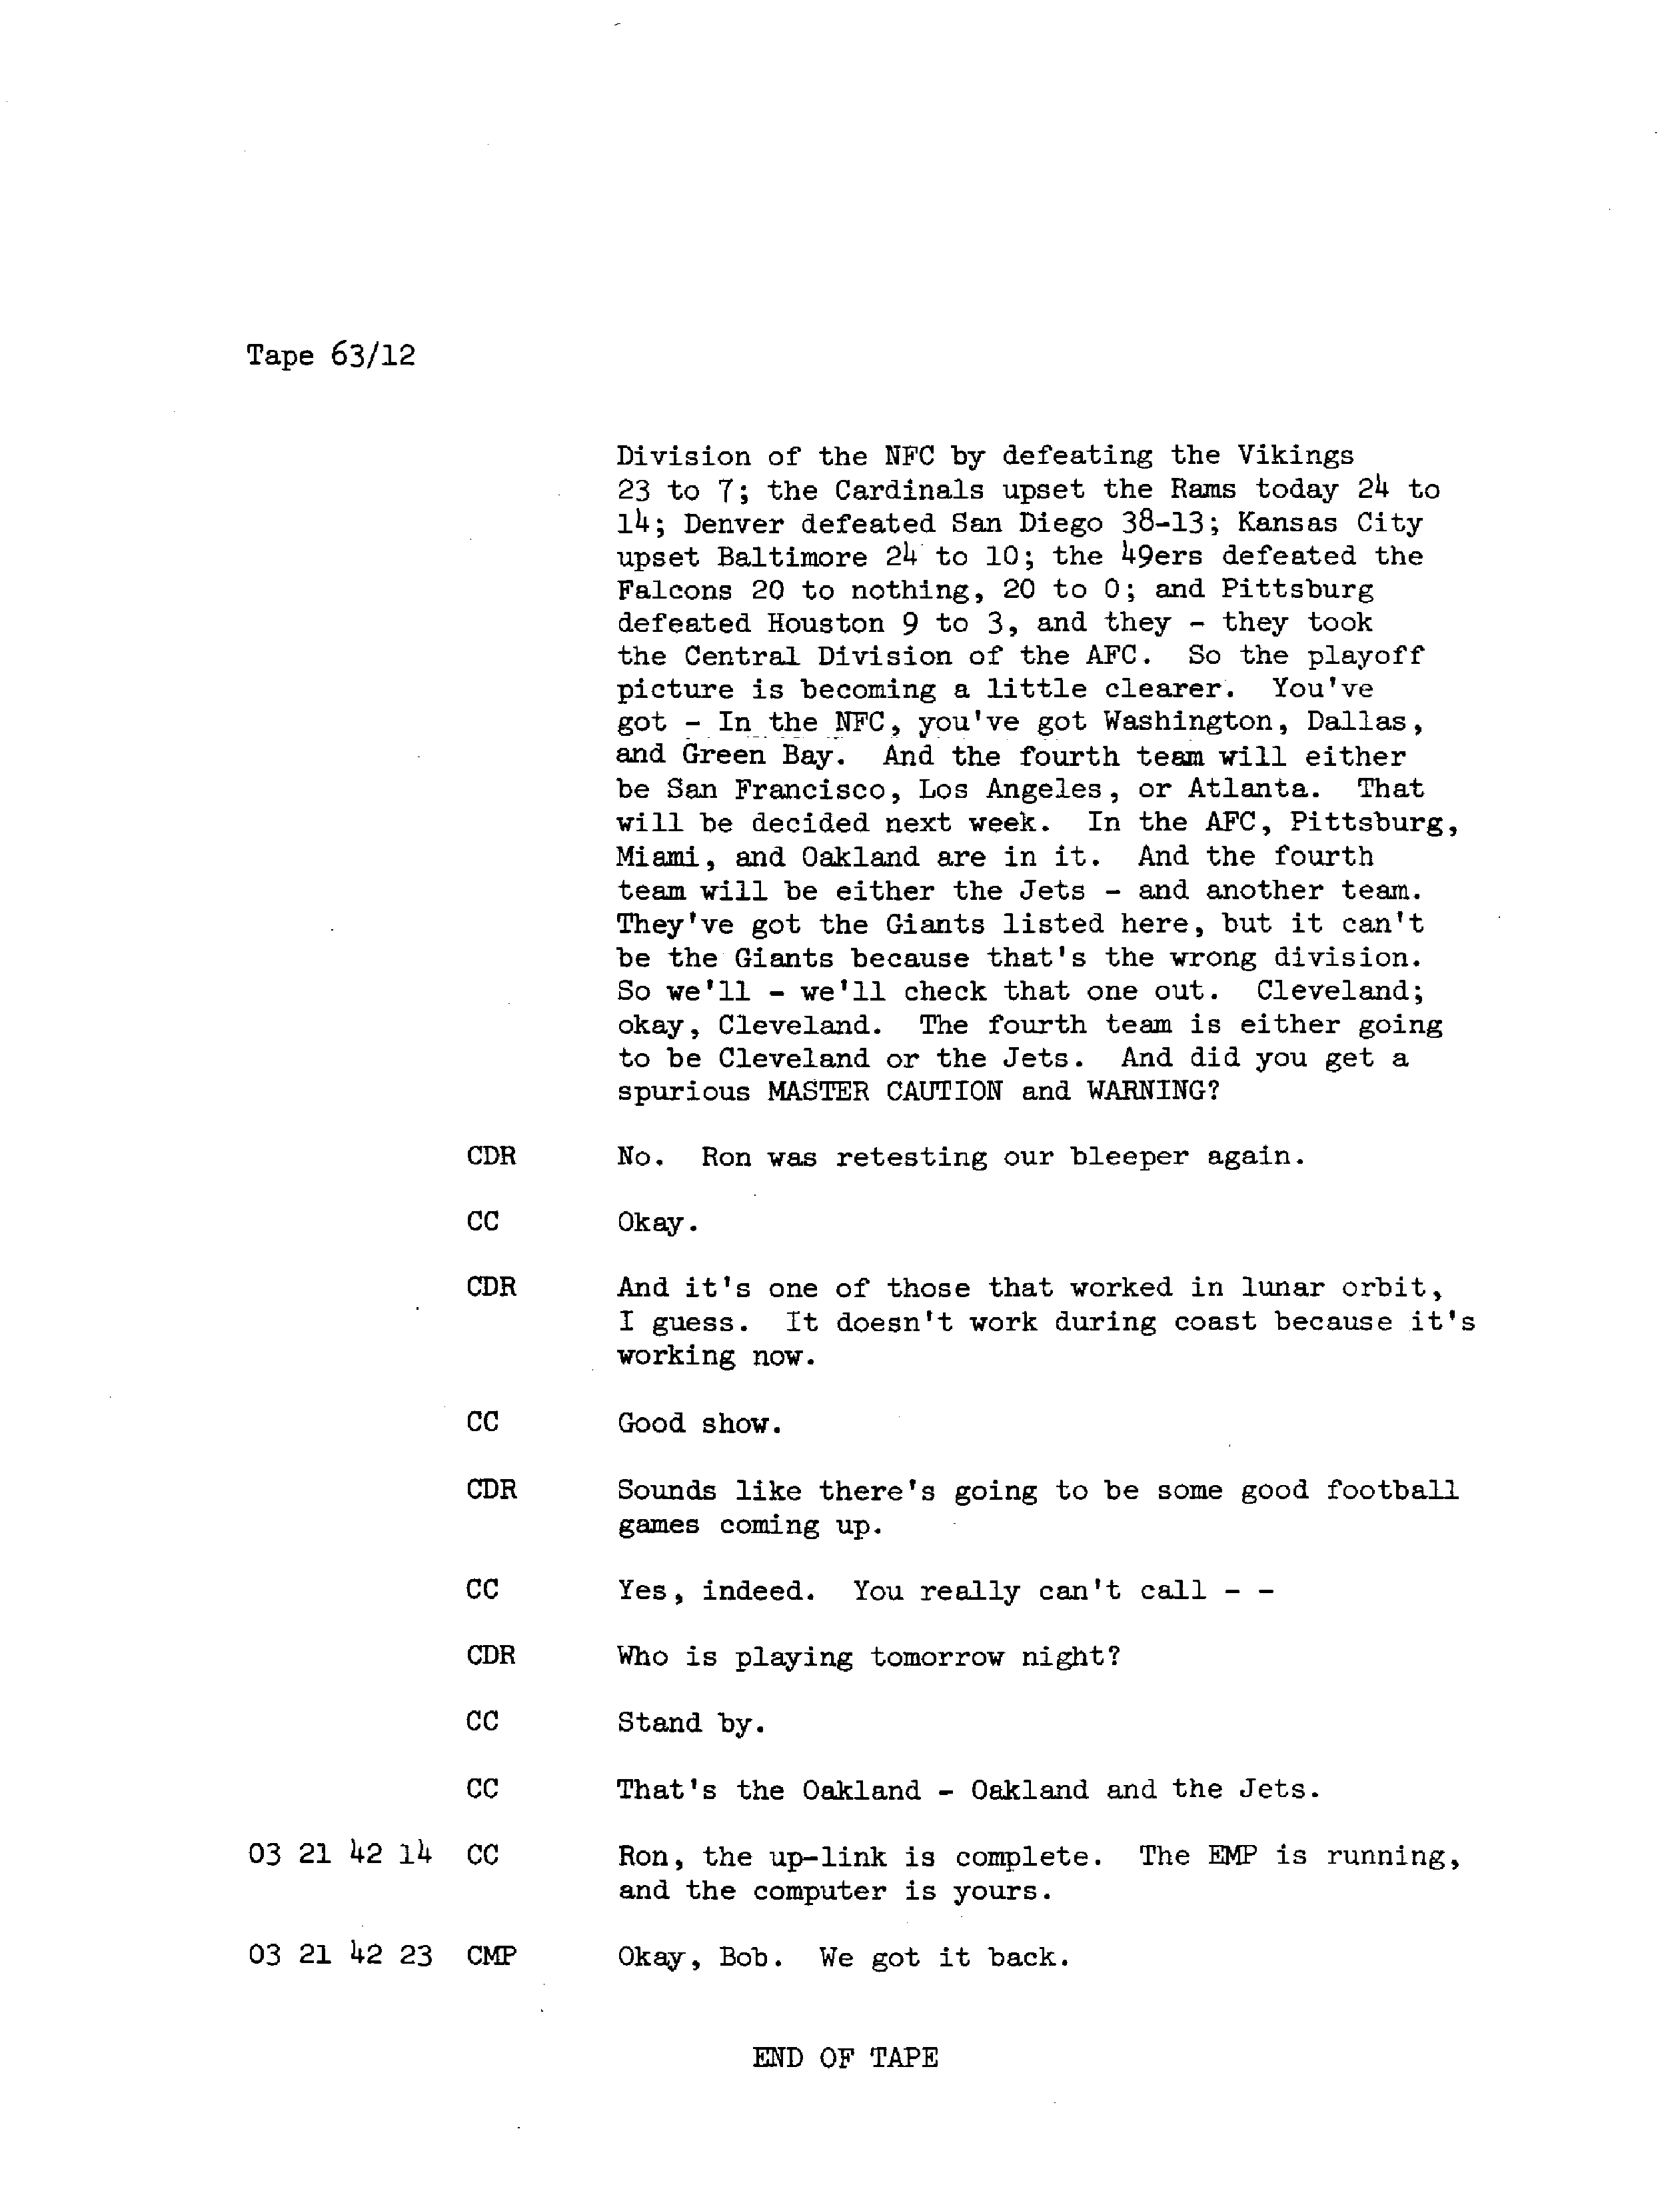 Tape 63/12
Division of the NFC by defeating the Vikings
23 to 7; the Cardinals upset the Rams today 24 to
14; Denver defeated San Diego 38-13; Kansas City
upset Baltimore 24 to 10; the 49ers defeated the
Falcons 20 to nothing, 20 to 0; and Pittsburg
defeated Houston 9 to 3, and they - they took
the Central Division of the AFC. So the playoff
picture is becoming a little clearer. You've
got - In the NFC, you've got Washington, Dallas,
and Green Bay. And the fourth team will either
be San Francisco, Los Angeles, or Atlanta. That
will be decided next week. In the AFC, Pittsburg,
Miami, and Oakland are in it. And the fourth
team will be either the Jets - and another team.
They've got the Giants listed here, but it can't
be the Giants because that's the wrong division.
So we'll - we'll check that one out. Cleveland;
okay, Cleveland. The fourth team is either going
to be Cleveland or the Jets. And did you get a
spurious MASTER CAUTION and WARNING?
CDR No. Ron was retesting our bleeper again.
CC Okay.
CDR And it's one of those that worked in lunar orbit,
I guess. It doesn't work during coast because it's
working now.
CC Good show.
CDR Sounds like there's going to be some good football
games coming up.
CC Yes, indeed. You really can't call - -
CDR Who is playing tomorrow night?
CC Stand by.
CC That's the Oakland - Oakland and the Jets.
03 21 42 14 CC Ron, the up-link is complete. The EMP is running,
and the computer is yours.
03 21 42 23 CMP Okay, Bob. We got it back.
END OF TAPE